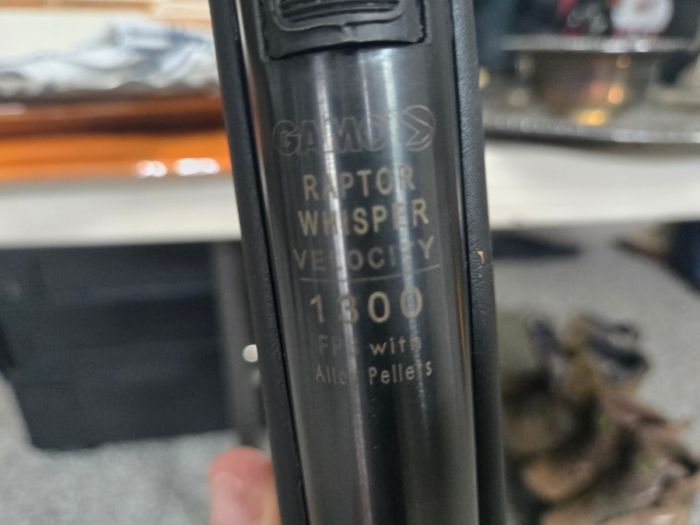 GAMO
RAPTOR
WHISPER
VELOCITY
1300
FPS with
Alloy Pellets